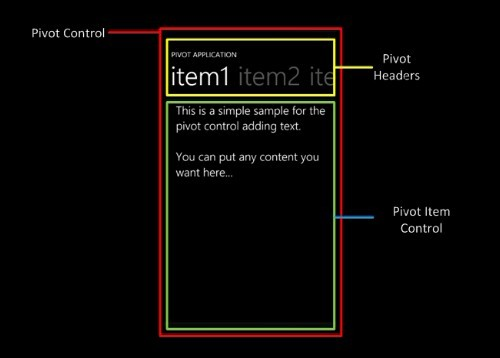 Pivot Control
PIVOT APPLICATION
item1 item2 ite
Pivot
Headers
This is a simple sample for the
pivot control adding text.
You can put any content you
want here...
Pivot Item
Control